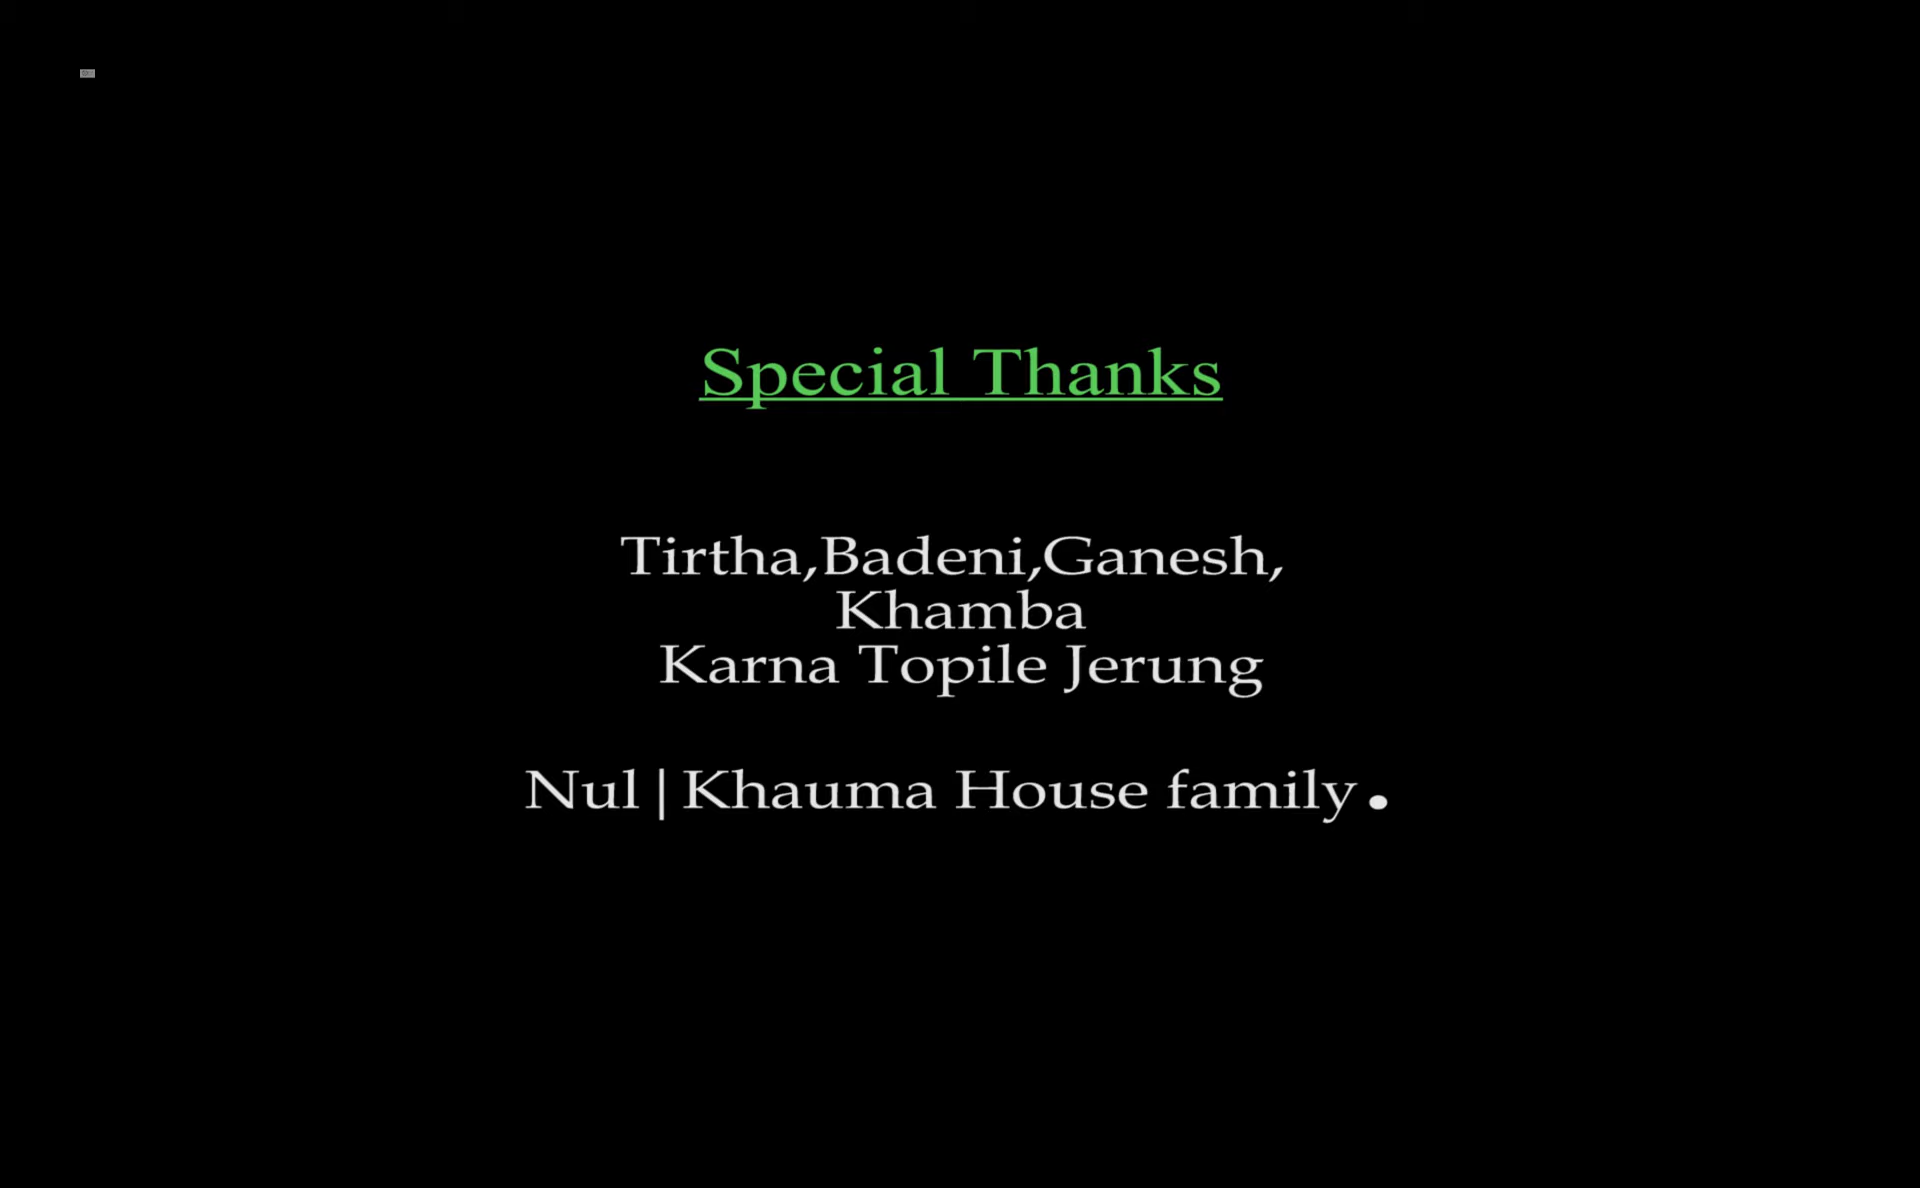 Special Thanks
Tirtha,Badeni,Ganesh,
Khamba
Karna Topile Jerung
Nul|Khauma House family.